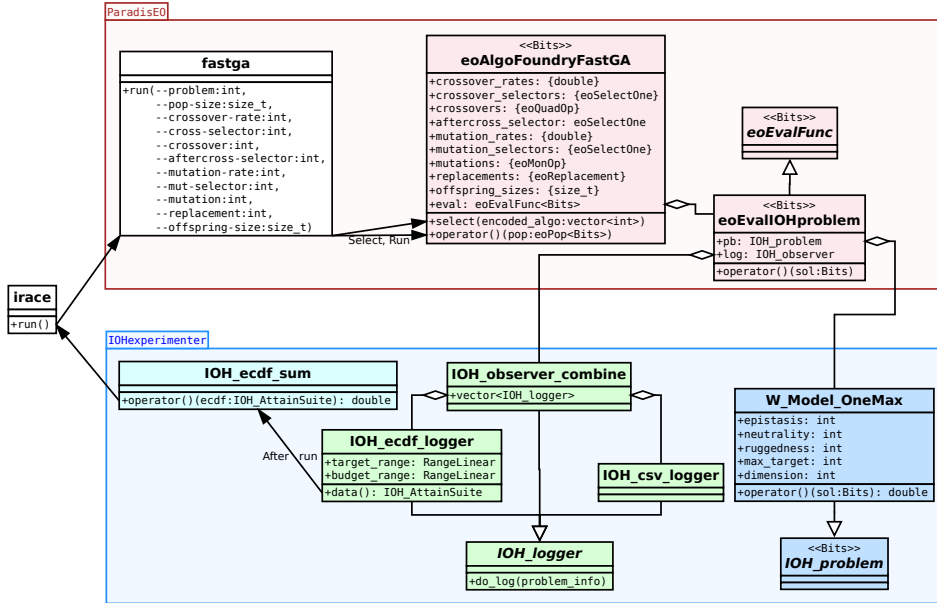 ParadisEO
fastga
+run(--problem:int,
--pop-size:size_t,
--crossover-rate:int,
--cross-selector:int,
--crossover:int,
--aftercross-selector:int,
--mutation-rate:int,
--mut-selector:int,
--mutation:int,
--replacement:int,
--offspring-size:size_t)
<<Bits>>
eoAlgoFoundryFastGA
+crossover_rates: {double}
+crossover_selectors: {eoSelectOne}
+crossovers: {eoQuadOp}
+aftercross_selector: eoSelectOne
+mutation_rates: {double}
+mutation_selectors: {eoSelectOne}
+mutations: {eoMonOp}
+replacements: {eoReplacement}
+offspring_sizes: {size_t}
+eval: eoEvalFunc<Bits>
+select(encoded_algo:vector<int>)
+operator()(pop:eoPop<Bits>)
Select, Run
<<Bits>>
eoEvalFunc
<<Bits>>
eoEvalIOHproblem
+pb: IOH_problem
+log: IOH_observer
+operator()(sol:Bits)
irace
+run()
IOHexperimenter
IOH_ecdf_sum
+operator()(ecdf:IOH_AttainSuite): double
IOH_observer_combine
+vector<IOH_logger>
After run
IOH_ecdf_logger
+target_range: RangeLinear
+budget_range: RangeLinear
+data(): IOH_AttainSuite
IOH_csv_logger
IOH_logger
+do_log(problem_info)
W_Model_OneMax
+epistasis: int
+neutrality: int
+ruggedness: int
+max_target: int
+dimension: int
+operator()(sol:Bits): double
<<Bits>>
IOH_problem